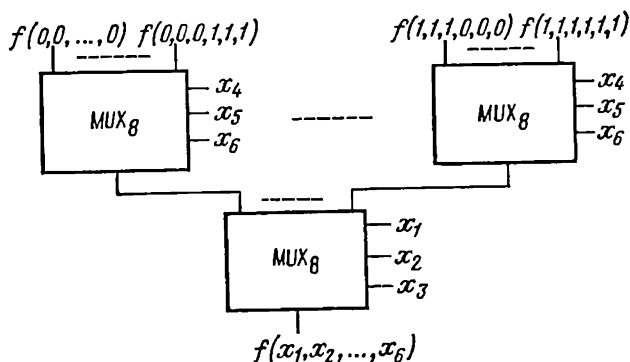 f(0,0,...,0) f(0,0,0,1,1,1) f(1,1,1,0,0,0) f(1,1,1,1,1,1)
MUX₈
x₄
x₅
x₆
MUX₈
x₄
x₅
x₆
MUX₈
x₁
x₂
x₃
f(x₁,x₂,...,x₆)